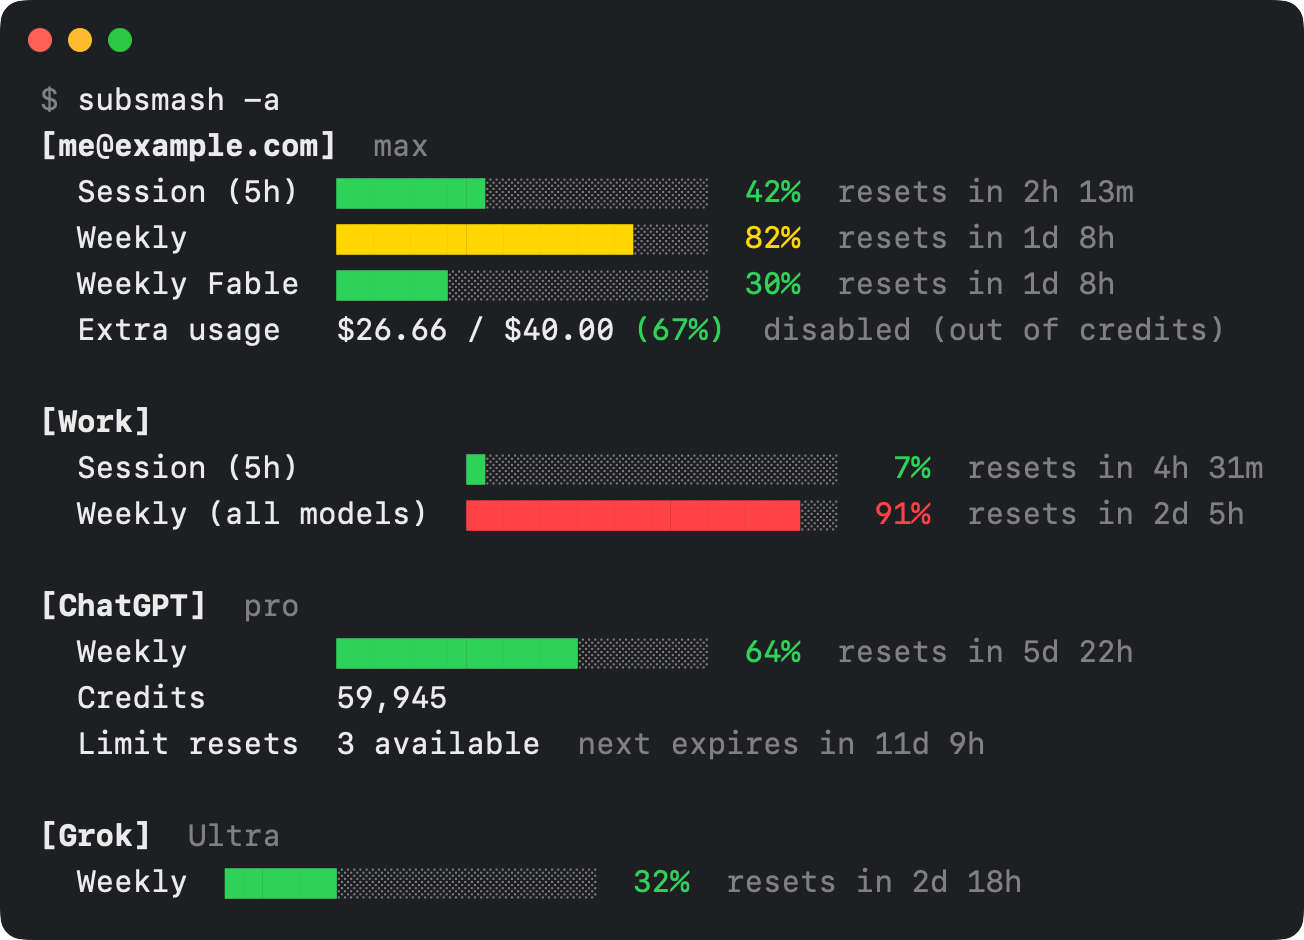 $ subsmash -a
[me@example.com] max
Session (5h) 42% resets in 2h 13m
Weekly 82% resets in 1d 8h
Weekly Fable 30% resets in 1d 8h
Extra usage $26.66 / $40.00 (67%) disabled (out of credits)
[Work]
Session (5h) 7% resets in 4h 31m
Weekly (all models) 91% resets in 2d 5h
[ChatGPT] pro
Weekly 64% resets in 5d 22h
Credits 59,945
Limit resets 3 available next expires in 11d 9h
[Grok] Ultra
Weekly 32% resets in 2d 18h